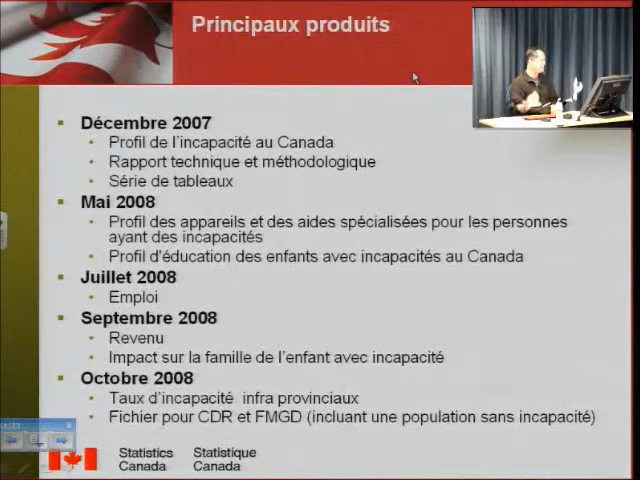 Principaux produits
Décembre 2007
Profil de l'incapacité au Canada
Rapport technique et méthodologique
Série de tableaux
Mai 2008
Profil des appareils et des aides spécialisées pour les personnes
ayant des incapacités
Profil d'éducation des enfants avec incapacités au Canada
Juillet 2008
Emploi
Septembre 2008
Revenu
Impact sur la famille de l'enfant avec incapacité
Octobre 2008
Taux d'incapacité infra provinciaux
Fichier pour CDR et FMGD (incluant une population sans incapacité)
Statistics Statistique
Canada Canada